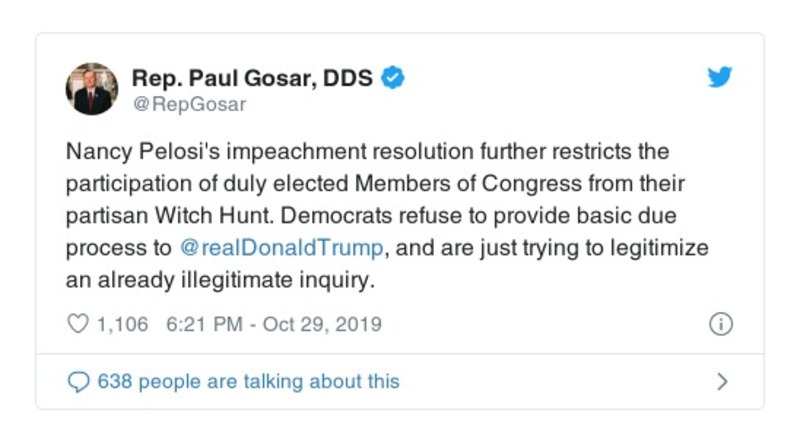 Rep. Paul Gosar, DDS
@RepGosar
Nancy Pelosi's impeachment resolution further restricts the
participation of duly elected Members of Congress from their
partisan Witch Hunt. Democrats refuse to provide basic due
process to @realDonaldTrump, and are just trying to legitimize
an already illegitimate inquiry.
1,106 6:21 PM - Oct 29, 2019
638 people are talking about this